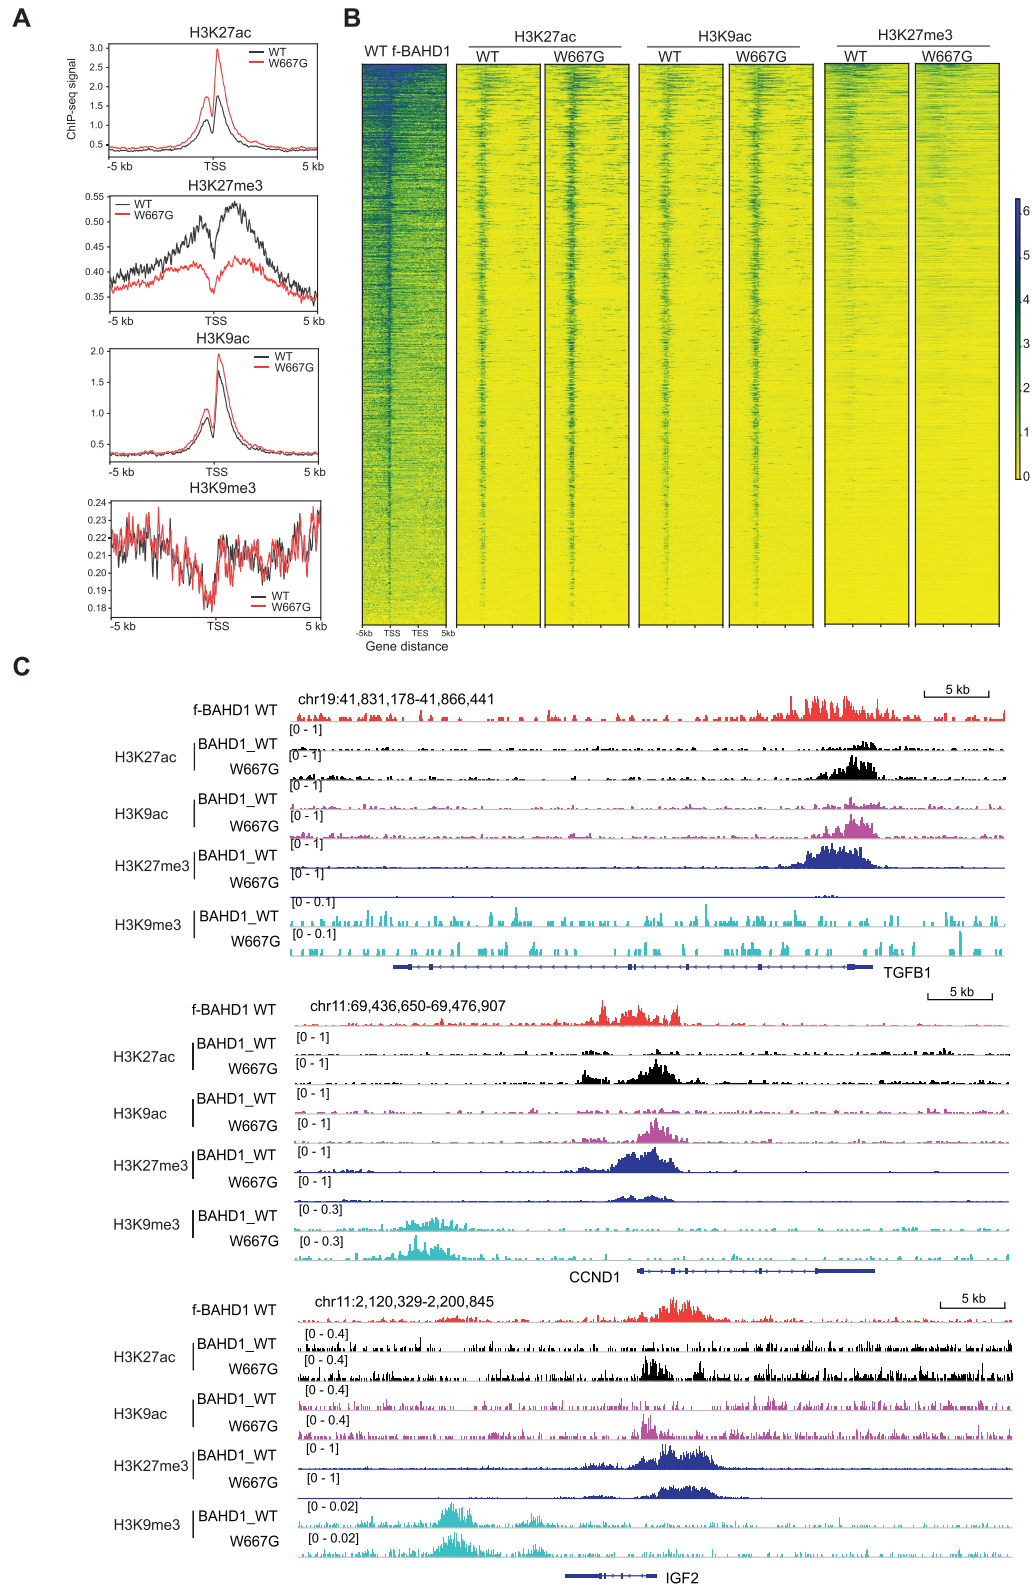 A
H3K27ac
ChIP-seq signal
3.0
2.5
2.0
1.5
1.0
0.5
WT
W667G
-5 kb TSS 5 kb
H3K27me3
0.55
0.50
0.45
0.40
0.35
WT
W667G
-5 kb TSS 5 kb
H3K9ac
2.0
1.5
1.0
0.5
WT
W667G
-5 kb TSS 5 kb
H3K9me3
0.24
0.23
0.22
0.21
0.20
0.19
0.18
WT
W667G
-5 kb TSS 5 kb
B
WT f-BAHD1
H3K27ac
WT W667G
H3K9ac
WT W667G
H3K27me3
WT W667G
-5kb TSS TES 5kb
Gene distance
6
5
4
3
2
1
0
C
chr19:41,831,178-41,866,441
5 kb
f-BAHD1 WT
[0 - 1]
H3K27ac
BAHD1_WT
[0 - 1]
W667G
[0 - 1]
H3K9ac
BAHD1_WT
[0 - 1]
W667G
[0 - 1]
H3K27me3
BAHD1_WT
[0 - 1]
W667G
[0 - 0.1]
H3K9me3
BAHD1_WT
[0 - 0.1]
W667G
TGFB1
chr11:69,436,650-69,476,907
5 kb
f-BAHD1 WT
[0 - 1]
H3K27ac
BAHD1_WT
[0 - 1]
W667G
[0 - 1]
H3K9ac
BAHD1_WT
[0 - 1]
W667G
[0 - 1]
H3K27me3
BAHD1_WT
[0 - 1]
W667G
[0 - 0.3]
H3K9me3
BAHD1_WT
[0 - 0.3]
W667G
CCND1
chr11:2,120,329-2,200,845
5 kb
f-BAHD1 WT
[0 - 0.4]
H3K27ac
BAHD1_WT
[0 - 0.4]
W667G
[0 - 0.4]
H3K9ac
BAHD1_WT
[0 - 0.4]
W667G
[0 - 1]
H3K27me3
BAHD1_WT
[0 - 1]
W667G
[0 - 0.02]
H3K9me3
BAHD1_WT
[0 - 0.02]
W667G
IGF2